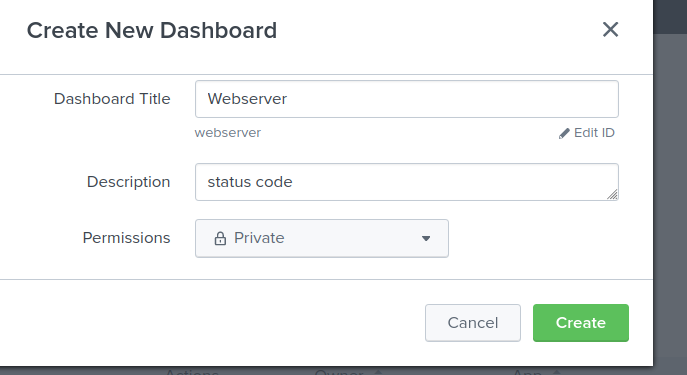 Create New Dashboard
Dashboard Title Webserver
webserver Edit ID
Description status code
Permissions Private
Cancel Create